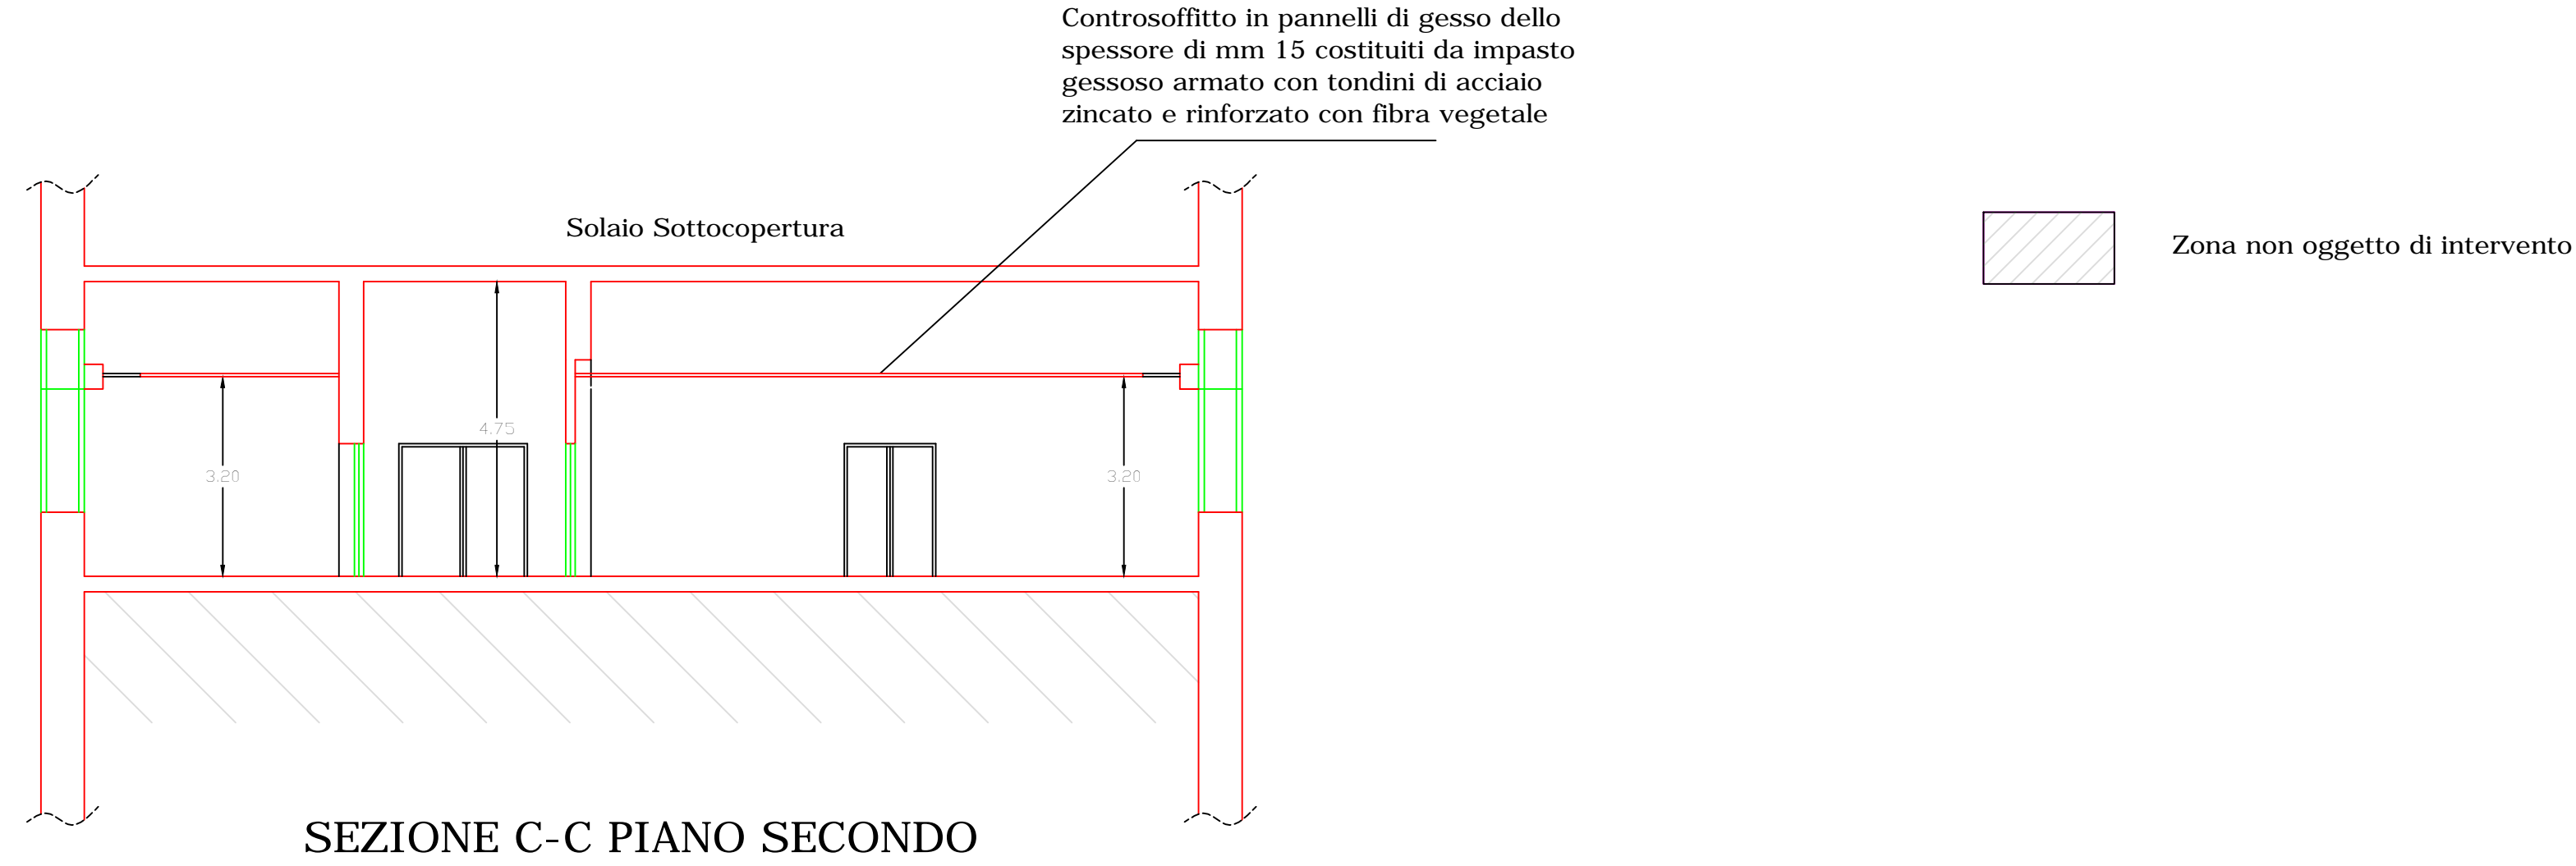 Controsoffitto in pannelli di gesso dello
spessore di mm 15 costituiti da impasto
gessoso armato con tondini di acciaio
zincato e rinforzato con fibra vegetale
Solaio Sottocopertura
Zona non oggetto di intervento
4.75
3.20
3.20
SEZIONE C-C PIANO SECONDO